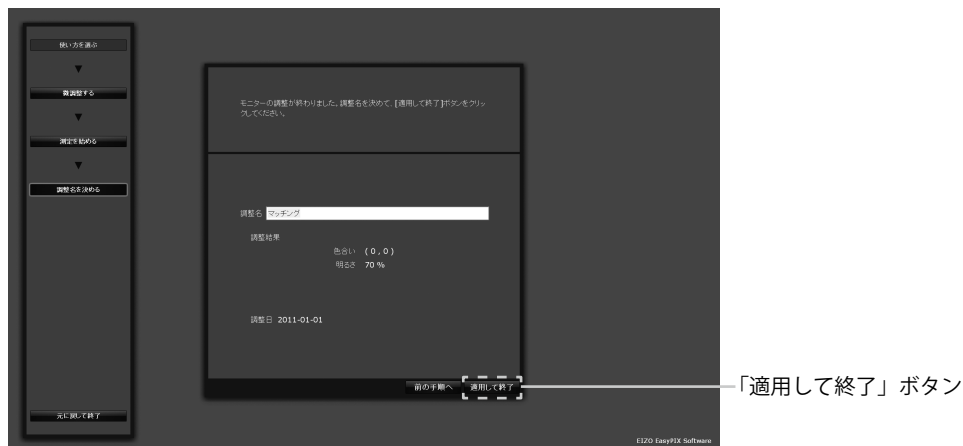 使い方を選ぶ
▼
微調整する
▼
測定を始める
▼
調整名を決める
元に戻して終了
モニターの調整が終わりました。調整名を決めて、[適用して終了]ボタンをクリッ
クしてください。
調整名 マッチング
調整結果
色合い ( 0 , 0 )
明るさ 70 %
調整日 2011-01-01
前の手順へ 適用して終了
「適用して終了」ボタン
EIZO EasyPIX Software